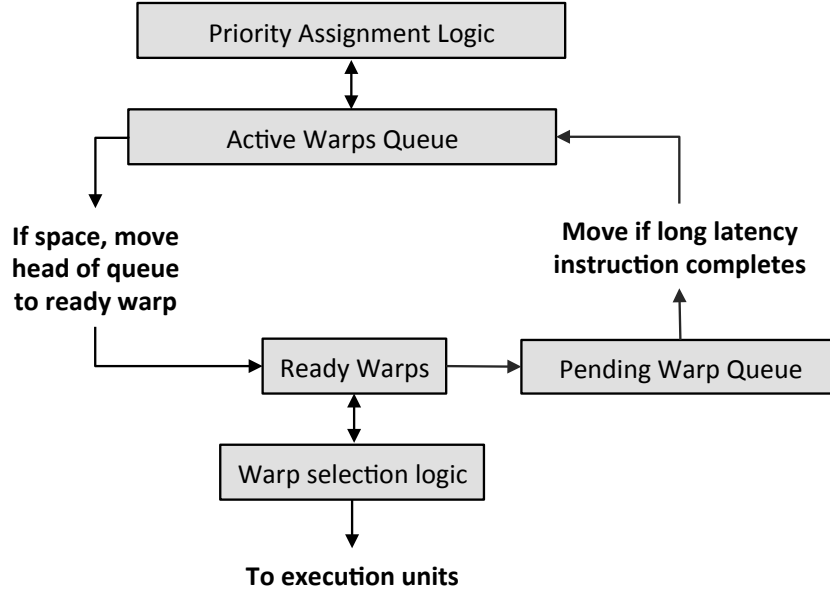 Priority Assignment Logic
Active Warps Queue
If space, move
head of queue
to ready warp
Move if long latency
instruction completes
Ready Warps
Pending Warp Queue
Warp selection logic
To execution units